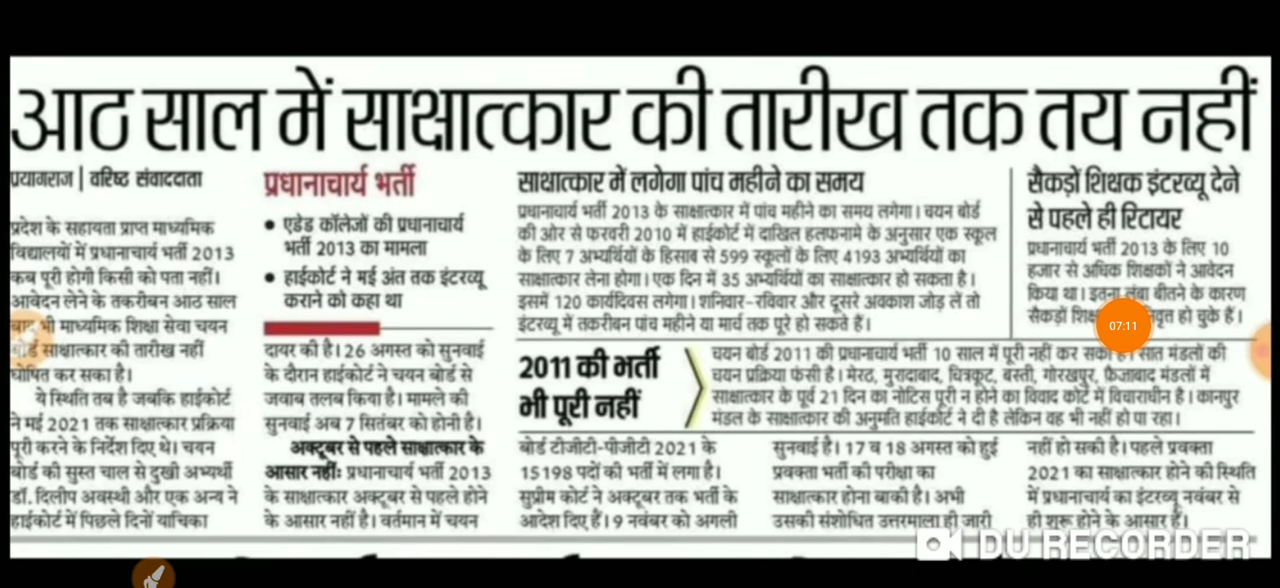 आठ साल में साक्षात्कार की तारीख तक तय नहीं
प्रयागराज | वरिष्ठ संवाददाता
प्रदेश के सहायता प्राप्त माध्यमिक
विद्यालयों में प्रधानाचार्य भर्ती 2013
कब पूरी होगी किसी को पता नहीं।
आवेदन लेने के तकरीबन आठ साल
बाद भी माध्यमिक शिक्षा सेवा चयन
बोर्ड साक्षात्कार की तारीख नहीं
घोषित कर सका है।
ये स्थिति तब है जबकि हाईकोर्ट
ने मई 2021 तक साक्षात्कार प्रक्रिया
पूरी करने के निर्देश दिए थे। चयन
बोर्ड की सुस्त चाल से दुखी अभ्यर्थी
डॉ. दिलीप अवस्थी और एक अन्य ने
हाईकोर्ट में पिछले दिनों याचिका
प्रधानाचार्य भर्ती
• एडेड कॉलेजों की प्रधानाचार्य
भर्ती 2013 का मामला
• हाईकोर्ट ने मई अंत तक इंटरव्यू
कराने को कहा था
दायर की है। 26 अगस्त को सुनवाई
के दौरान हाईकोर्ट ने चयन बोर्ड से
जवाब तलब किया है। मामले की
सुनवाई अब 7 सितंबर को होनी है।
अक्टूबर से पहले साक्षात्कार के
आसार नहीं: प्रधानाचार्य भर्ती 2013
के साक्षात्कार अक्टूबर से पहले होने
के आसार नहीं है। वर्तमान में चयन
साक्षात्कार में लगेगा पांच महीने का समय
प्रधानाचार्य भर्ती 2013 के साक्षात्कार में पांच महीने का समय लगेगा। चयन बोर्ड
की ओर से फरवरी 2010 में हाईकोर्ट में दाखिल हलफनामे के अनुसार एक स्कूल
के लिए 7 अभ्यर्थियों के हिसाब से 599 स्कूलों के लिए 4193 अभ्यर्थियों का
साक्षात्कार लेना होगा। एक दिन में 35 अभ्यर्थियों का साक्षात्कार हो सकता है।
इसमें 120 कार्यदिवस लगेगा। शनिवार-रविवार और दूसरे अवकाश जोड़ लें तो
इंटरव्यू में तकरीबन पांच महीने या मार्च तक पूरे हो सकते हैं।
सैकड़ों शिक्षक इंटरव्यू देने
से पहले ही रिटायर
प्रधानाचार्य भर्ती 2013 के लिए 10
हजार से अधिक शिक्षकों ने आवेदन
किया था। इतना लंबा बीतने के कारण
सैकड़ों हो चुके हैं।
07:11
2011 की भर्ती
भी पूरी नहीं
चयन बोर्ड 2011 की प्रधानाचार्य भर्ती 10 साल में पूरी नहीं कर सका है। सात मंडलों की
चयन प्रक्रिया फंसी है। मेरठ, मुरादाबाद, चित्रकूट, बस्ती, गोरखपुर, फ़ैजाबाद मंडलों में
साक्षात्कार के पूर्व 21 दिन का नोटिस पूरी न होने का विवाद कोर्ट में विचाराधीन है। कानपुर
मंडल के साक्षात्कार की अनुमति हाईकोर्ट ने दी है लेकिन वह भी नहीं हो पा रहा।
बोर्ड टीजीटी-पीजीटी 2021 के
15198 पदों की भर्ती में लगा है।
सुप्रीम कोर्ट ने अक्टूबर तक भर्ती के
आदेश दिए हैं। 9 नवंबर को अगली
सुनवाई है। 17 व 18 अगस्त को हुई
प्रवक्ता भर्ती की परीक्षा का
साक्षात्कार होना बाकी है। अभी
उसकी संशोधित उत्तरमाला ही जारी
नहीं हो सकी है। पहले प्रवक्ता
2021 का साक्षात्कार होने की स्थिति
में प्रधानाचार्य का इंटरव्यू नवंबर से
ही शुरू होने के आसार हैं।
DU RECORDER